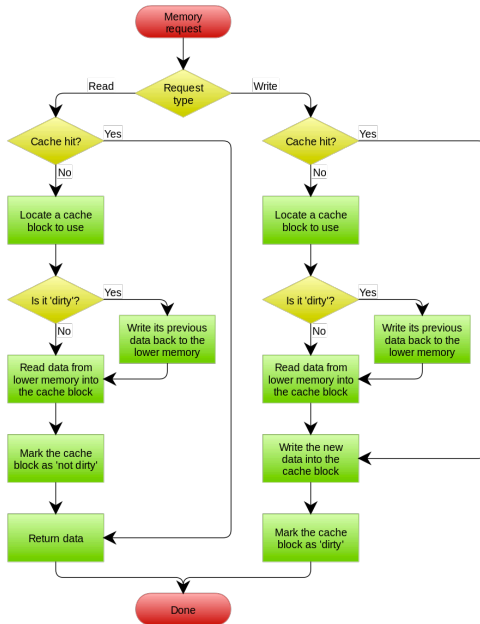 Memory
request
Request
type
Read
Write
Cache hit?
Yes
No
Locate a cache
block to use
Is it 'dirty'?
Yes
No
Write its previous
data back to the
lower memory
Read data from
lower memory into
the cache block
Mark the cache
block as 'not dirty'
Return data
Cache hit?
Yes
No
Locate a cache
block to use
Is it 'dirty'?
Yes
No
Write its previous
data back to the
lower memory
Read data from
lower memory into
the cache block
Write the new
data into the
cache block
Mark the cache
block as 'dirty'
Done